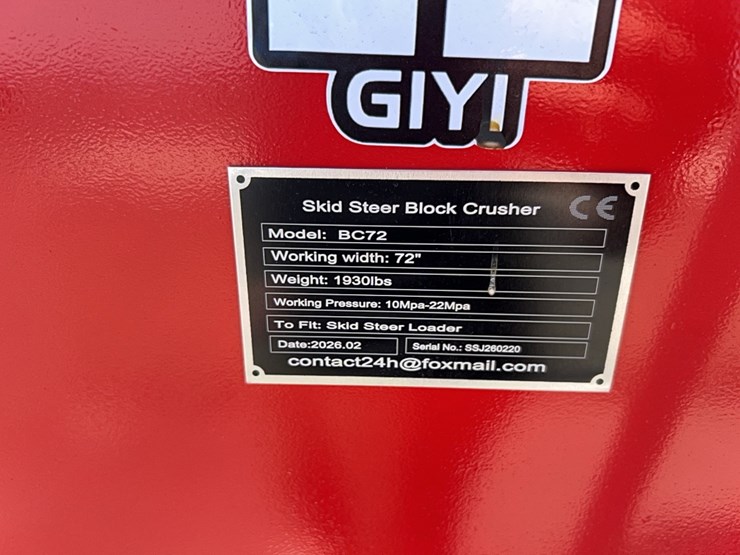 GIYI
Skid Steer Block Crusher CE
Model: BC72
Working width: 72"
Weight: 1930lbs
Working Pressure: 10Mpa-22Mpa
To Fit: Skid Steer Loader
Date:2026.02 Serial No.: SSJ260220
contact24h@foxmail.com